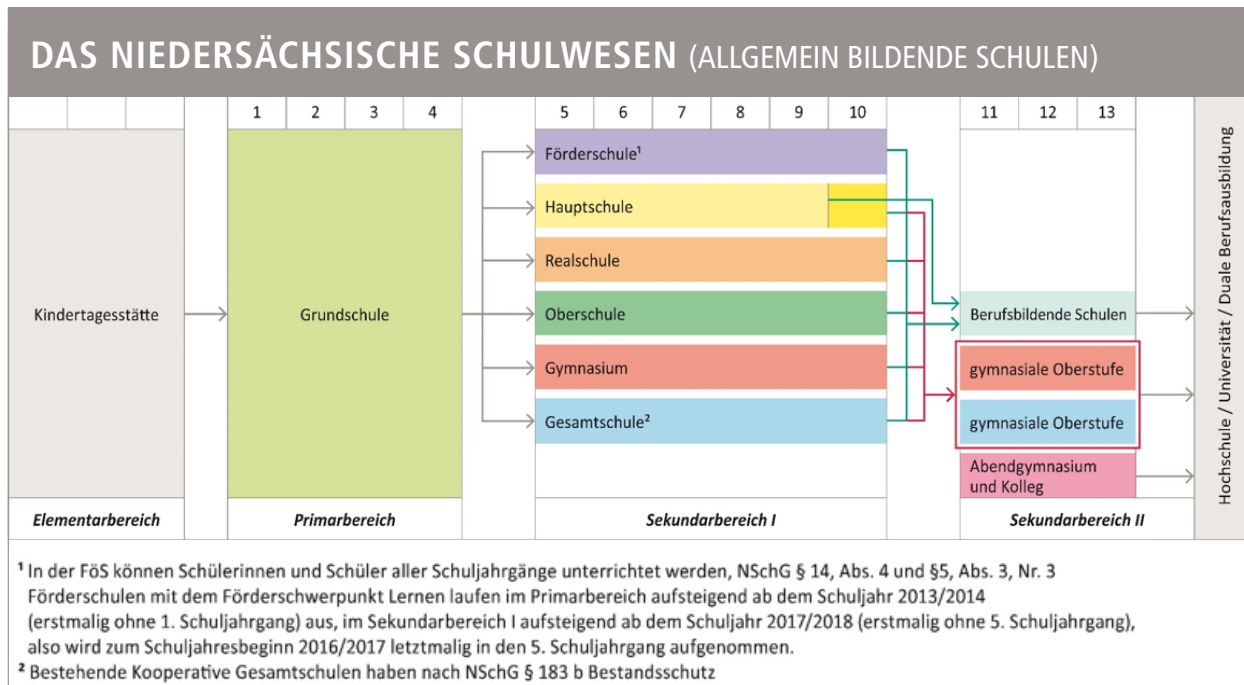 DAS NIEDERSÄCHSISCHE SCHULWESEN (ALLGEMEIN BILDENDE SCHULEN)
1 2 3 4 5 6 7 8 9 10 11 12 13
Kindertagesstätte
Grundschule
Förderschule¹
Hauptschule
Realschule
Oberschule
Gymnasium
Gesamtschule²
Berufsbildende Schulen
gymnasiale Oberstufe
gymnasiale Oberstufe
Abendgymnasium
und Kolleg
Hochschule / Universität / Duale Berufsausbildung
Elementarbereich
Primarbereich
Sekundarbereich I
Sekundarbereich II
¹ In der FöS können Schülerinnen und Schüler aller Schuljahrgänge unterrichtet werden, NSchG § 14, Abs. 4 und §5, Abs. 3, Nr. 3
Förderschulen mit dem Förderschwerpunkt Lernen laufen im Primarbereich aufsteigend ab dem Schuljahr 2013/2014
(erstmalig ohne 1. Schuljahrgang) aus, im Sekundarbereich I aufsteigend ab dem Schuljahr 2017/2018 (erstmalig ohne 5. Schuljahrgang),
also wird zum Schuljahresbeginn 2016/2017 letztmalig in den 5. Schuljahrgang aufgenommen.
² Bestehende Kooperative Gesamtschulen haben nach NSchG § 183 b Bestandsschutz